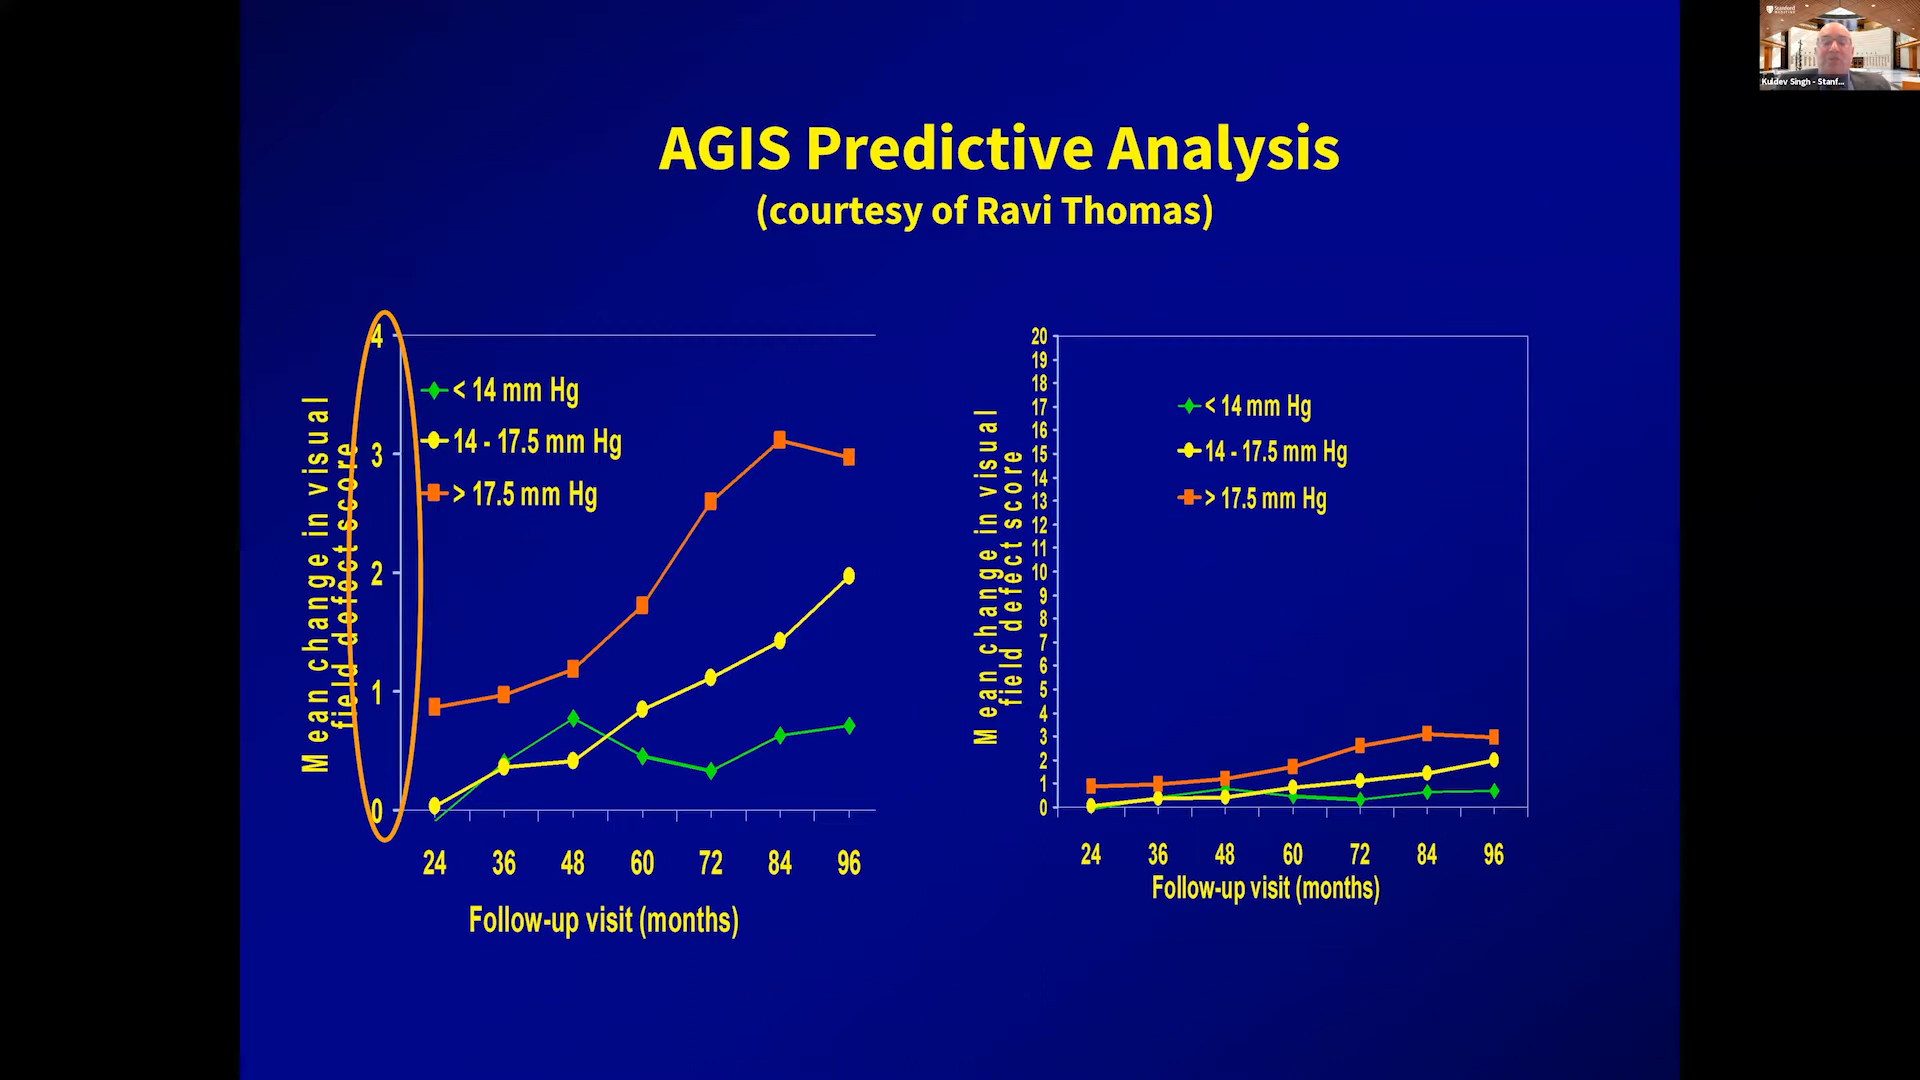 Stanford
MEDICINE
Kuldev Singh - Stanf...
AGIS Predictive Analysis
(courtesy of Ravi Thomas)
Mean change in visual
field defect score
4
3
2
1
0
< 14 mm Hg
14 - 17.5 mm Hg
> 17.5 mm Hg
24 36 48 60 72 84 96
Follow-up visit (months)
Mean change in visual
field defect score
20
19
18
17
16
15
14
13
12
11
10
9
8
7
6
5
4
3
2
1
0
< 14 mm Hg
14 - 17.5 mm Hg
> 17.5 mm Hg
24 36 48 60 72 84 96
Follow-up visit (months)